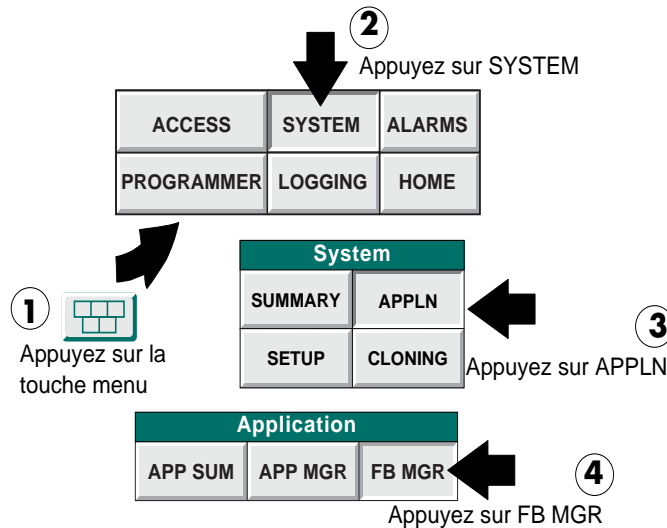 2
Appuyez sur SYSTEM
ACCESS SYSTEM ALARMS
PROGRAMMER LOGGING HOME
System
SUMMARY APPLN
SETUP CLONING
1
Appuyez sur la
touche menu
3
Appuyez sur APPLN
Application
APP SUM APP MGR FB MGR
4
Appuyez sur FB MGR